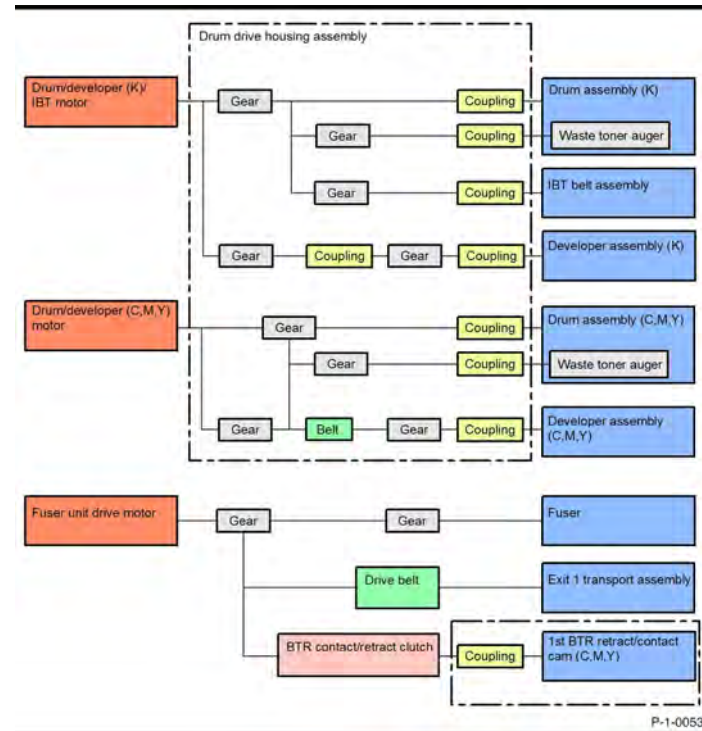 Drum drive housing assembly
Drum/developer (K)/
IBT motor
Gear
Coupling
Drum assembly (K)
Gear
Coupling
Waste toner auger
Gear
Coupling
IBT belt assembly
Gear
Coupling
Gear
Coupling
Developer assembly (K)
Drum/developer (C,M,Y)
motor
Gear
Coupling
Drum assembly (C,M,Y)
Gear
Coupling
Waste toner auger
Gear
Belt
Gear
Coupling
Developer assembly
(C,M,Y)
Fuser unit drive motor
Gear
Gear
Fuser
Drive belt
Exit 1 transport assembly
BTR contact/retract clutch
Coupling
1st BTR retract/contact
cam (C,M,Y)
P-1-0053